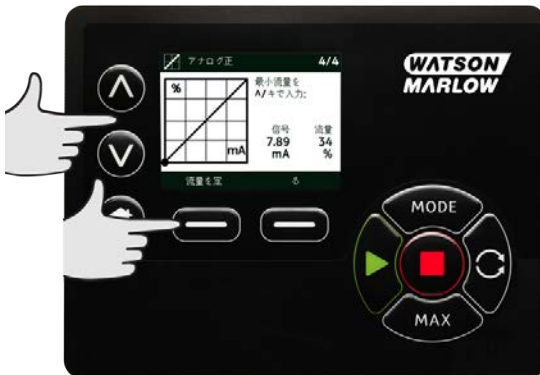 アナログ正 4/4
%
mA
最小流量を
Λ/キで入力:
信号 流量
7.89 34
mA %
流量を宣 る
WATSON
MARLOW
MODE
MAX